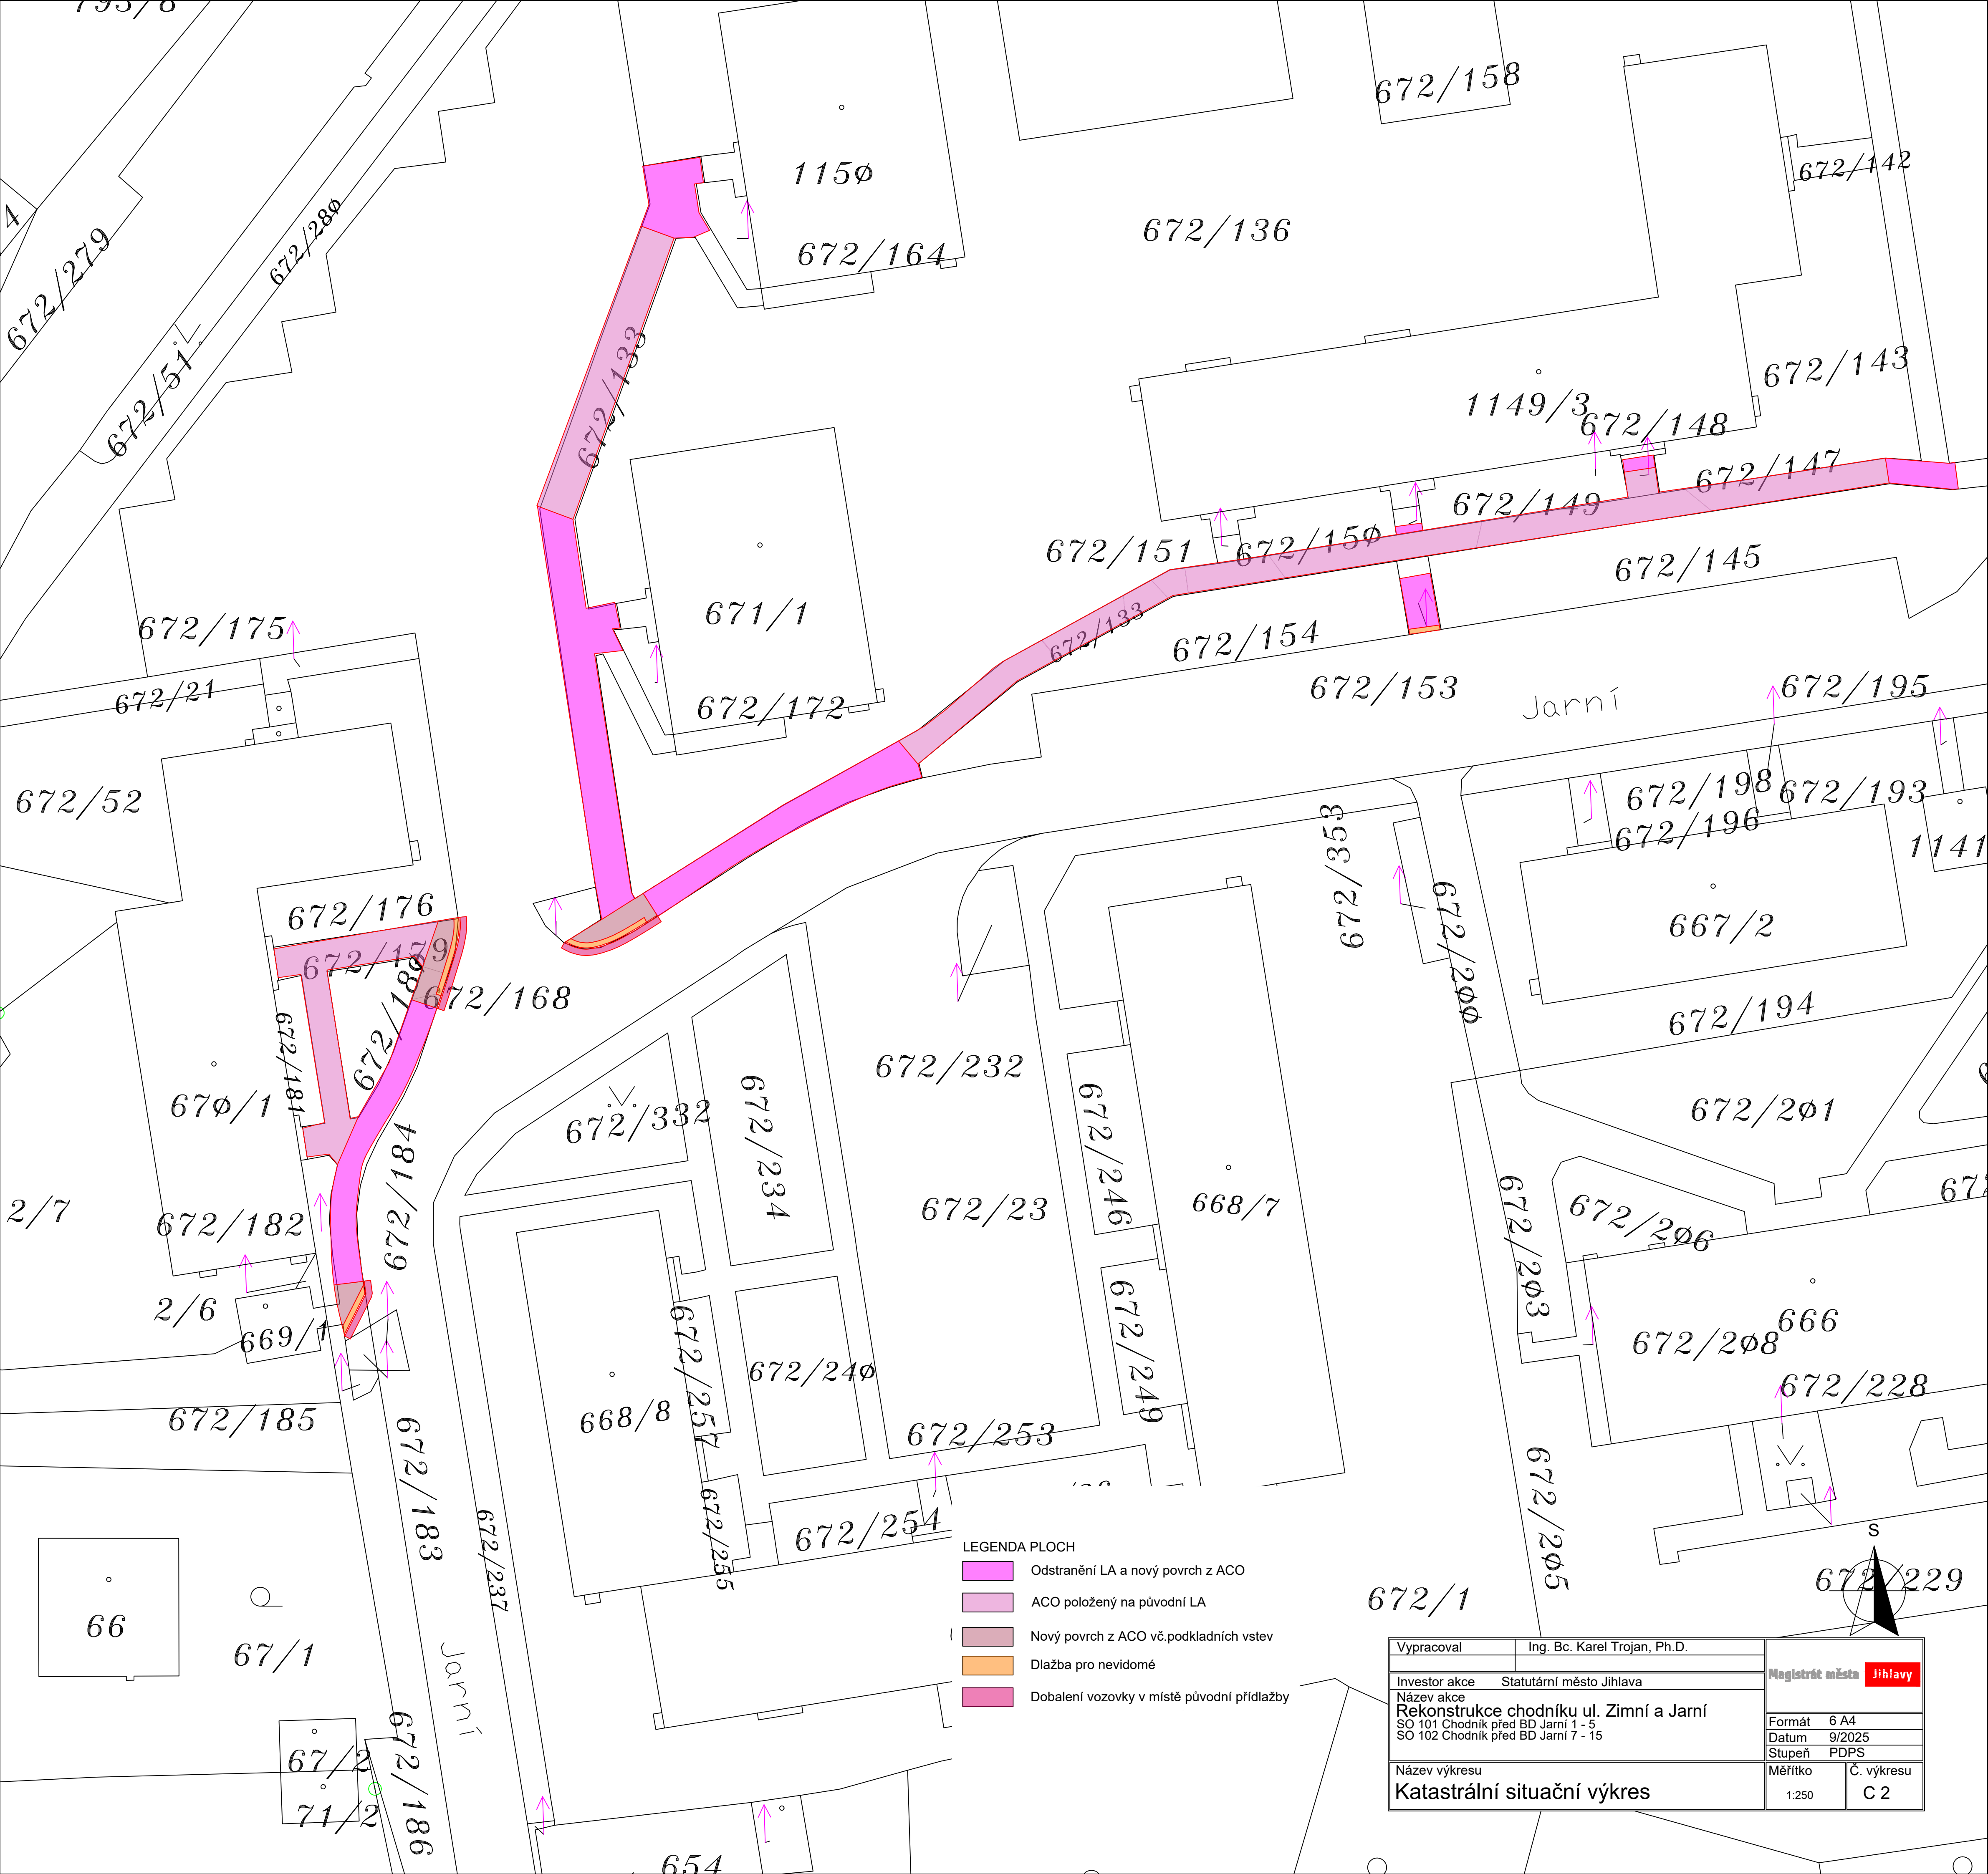 795/8
672/158
115ø
672/142
4
672/28ø
672/136
672/164
672/279
672/133
672/143
672/51
1149/3
672/148
672/147
672/149
672/15ø
672/151
672/145
671/1
672/133
672/175
672/154
672/21
672/153
672/195
Jarní
672/172
672/52
672/198
672/193
672/196
1141
672/353
672/176
667/2
672/2øø
672/179
672/18ø
672/168
672/194
672/181
672/232
67ø/1
672/332
672/234
672/246
672/2ø1
672/184
2/7
672/182
672/23
668/7
672/2ø6
672/2ø3
2/6
669/1
672/257
672/249
666
672/2ø8
672/24ø
672/228
672/185
668/8
672/253
672/183
672/255
672/254
672/2ø5
672/237
LEGENDA PLOCH
Odstranění LA a nový povrch z ACO
ACO položený na původní LA
Nový povrch z ACO vč.podkladních vstev
Dlažba pro nevidomé
Dobalení vozovky v místě původní přídlažby
S
672/229
672/1
66
67/1
Jarní
67/2
71/2
672/186
654
Vypracoval Ing. Bc. Karel Trojan, Ph.D.
Magistrát města Jihlavy
Investor akce Statutární město Jihlava
Název akce
Rekonstrukce chodníku ul. Zimní a Jarní
SO 101 Chodník před BD Jarní 1 - 5
SO 102 Chodník před BD Jarní 7 - 15
Formát 6 A4
Datum 9/2025
Stupeň PDPS
Název výkresu
Katastrální situační výkres
Měřítko
1:250
Č. výkresu
C 2